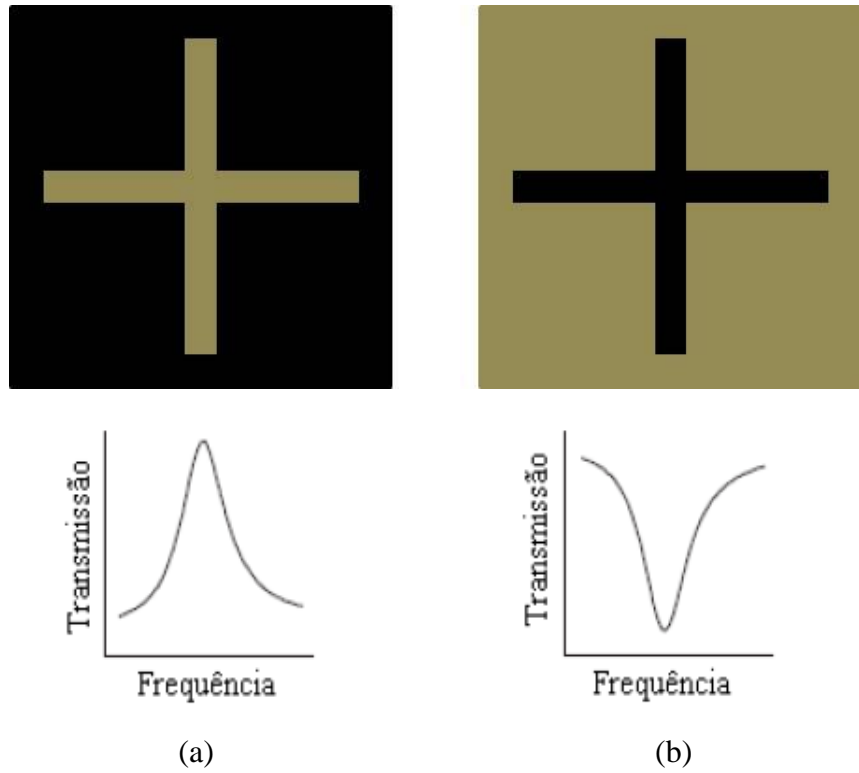 Transmissão
Frequência
Transmissão
Frequência
(a)
(b)